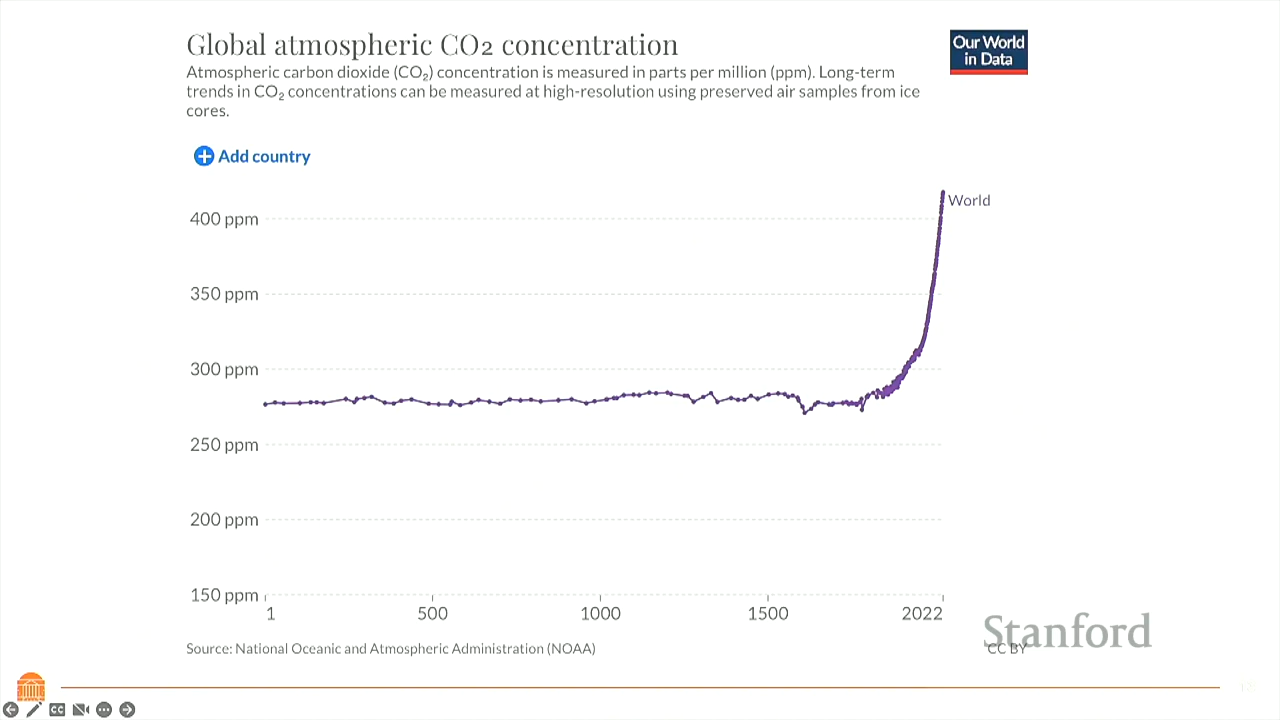 Global atmospheric CO2 concentration
Our World
in Data
Atmospheric carbon dioxide (CO₂) concentration is measured in parts per million (ppm). Long-term
trends in CO₂ concentrations can be measured at high-resolution using preserved air samples from ice
cores.
Add country
World
400 ppm
350 ppm
300 ppm
250 ppm
200 ppm
150 ppm
1 500 1000 1500 2022
Stanford
Source: National Oceanic and Atmospheric Administration (NOAA)
CC BY
CC